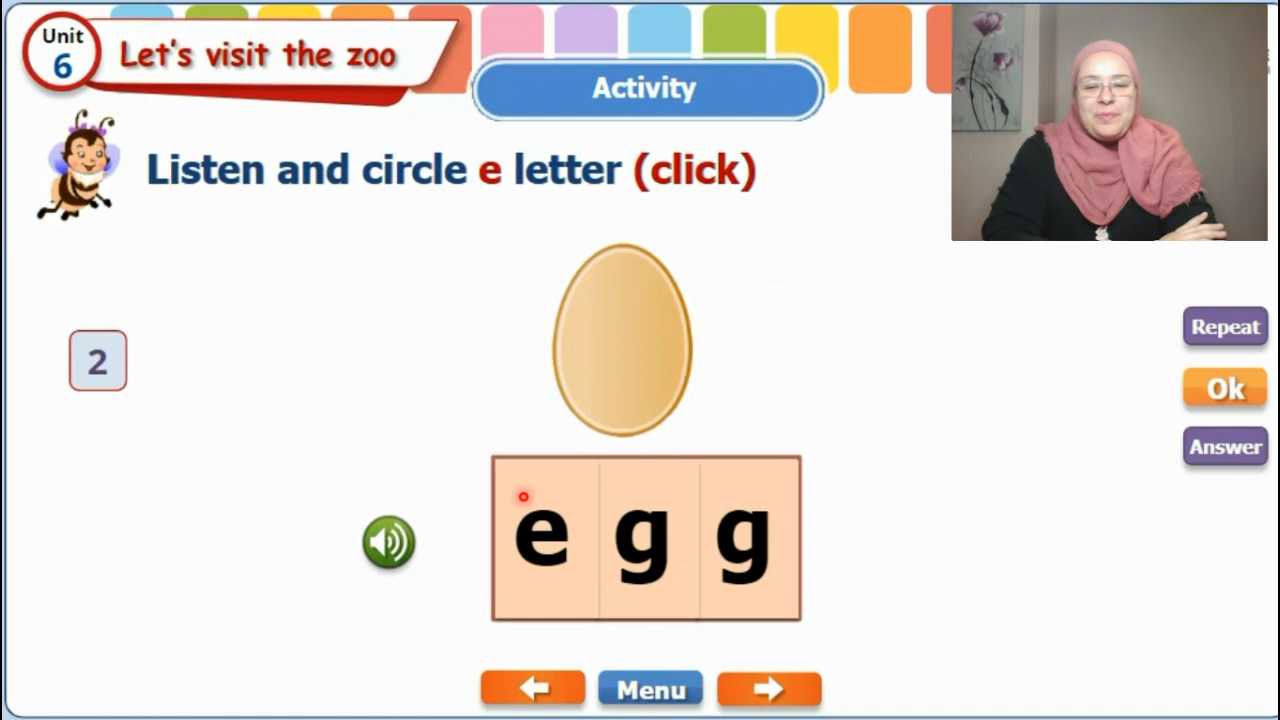 Unit
6
Let's visit the zoo
Activity
Listen and circle e letter (click)
2
Repeat
Ok
Answer
e g g
Menu